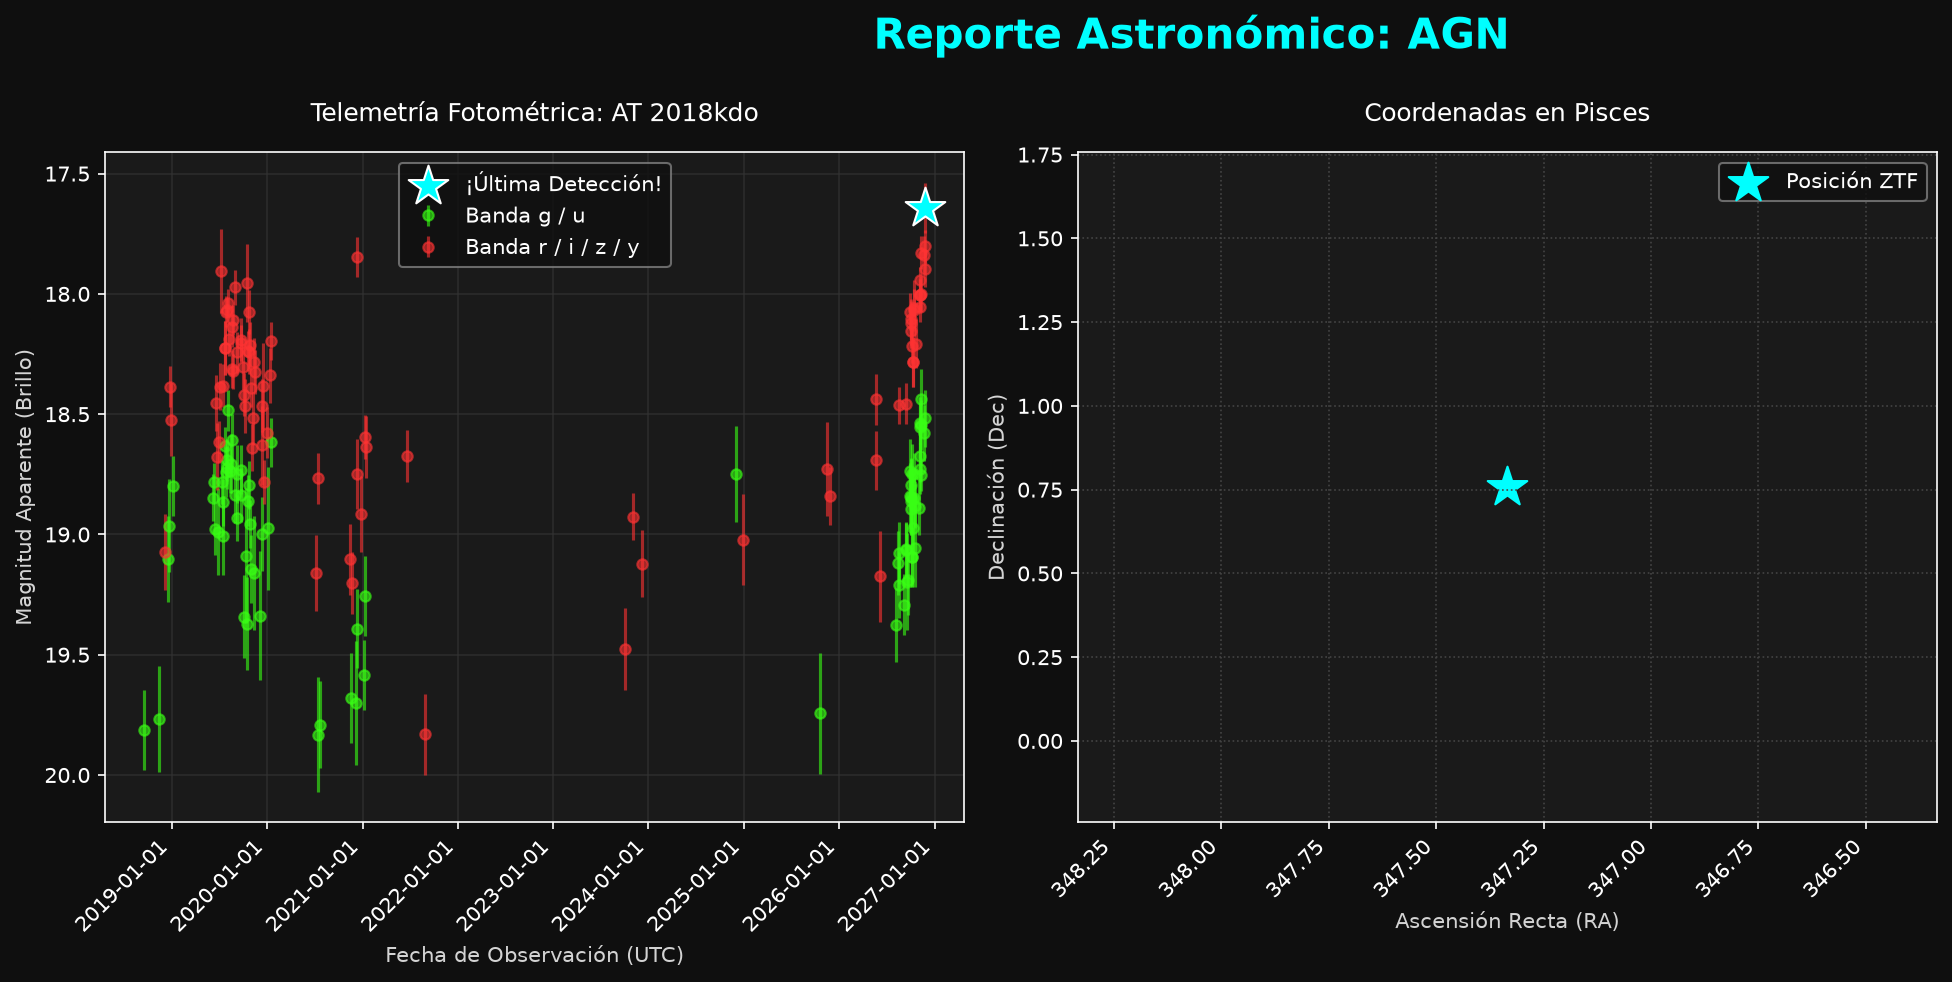 Reporte Astronómico: AGN
Telemetría Fotométrica: AT 2018kdo
¡Última Detección!
Banda g / u
Banda r / i / z / y
Magnitud Aparente (Brillo)
17.5
18.0
18.5
19.0
19.5
20.0
2019-01-01
2020-01-01
2021-01-01
2022-01-01
2023-01-01
2024-01-01
2025-01-01
2026-01-01
2027-01-01
Fecha de Observación (UTC)
Coordenadas en Pisces
Posición ZTF
Declinación (Dec)
1.75
1.50
1.25
1.00
0.75
0.50
0.25
0.00
348.25
348.00
347.75
347.50
347.25
347.00
346.75
346.50
Ascensión Recta (RA)